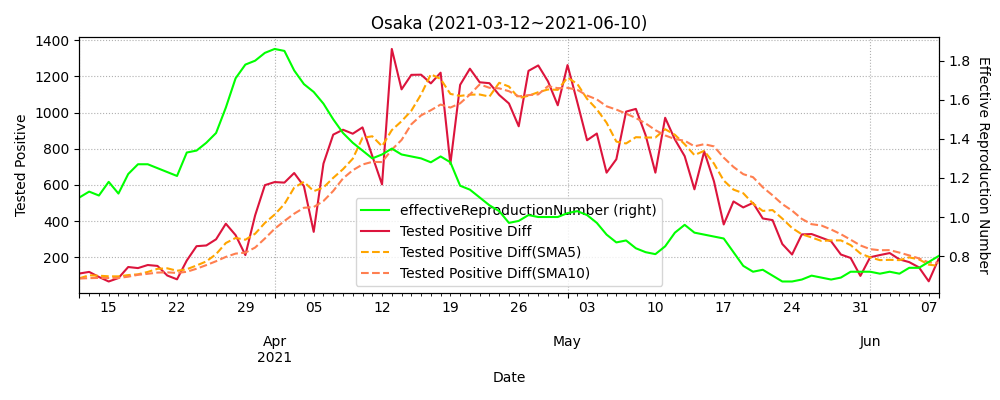 Osaka (2021-03-12~2021-06-10)
1400
1200
1000
800
600
400
200
Tested Positive
1.8
1.6
1.4
1.2
1.0
0.8
Effective Reproduction Number
effectiveReproductionNumber (right)
Tested Positive Diff
Tested Positive Diff(SMA5)
Tested Positive Diff(SMA10)
15 22 29 05 12 19 26 03 10 17 24 31 07
Apr May Jun
2021
Date